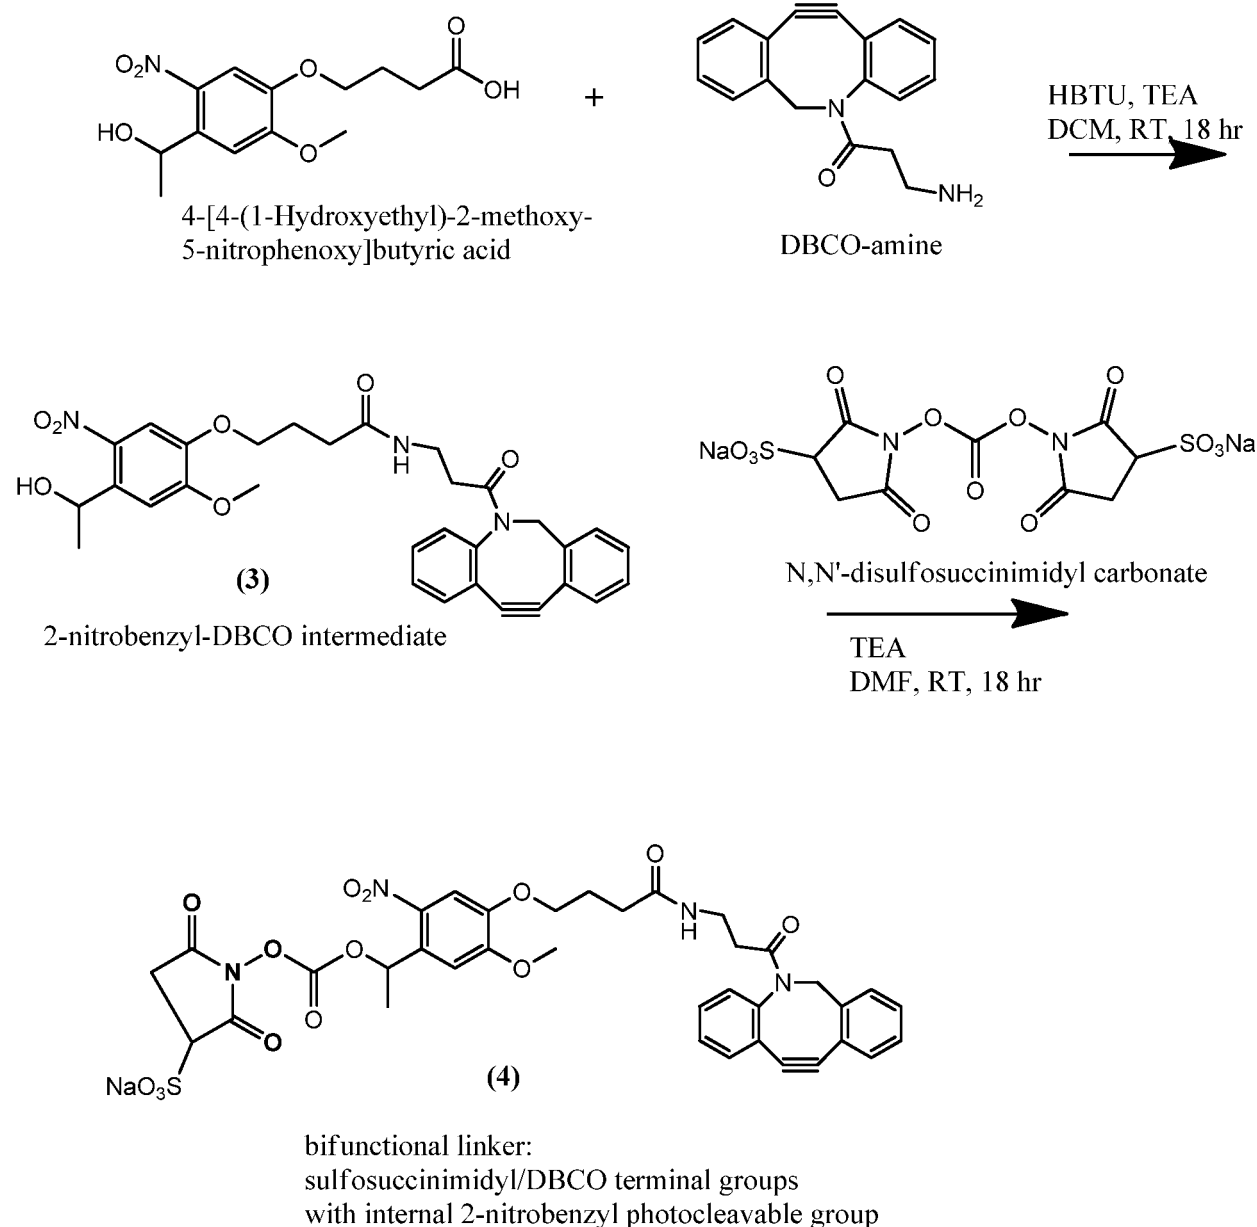 O
O₂N
O
OH
HO
O
4-[4-(1-Hydroxyethyl)-2-methoxy-
5-nitrophenoxy]butyric acid
+
N
O
NH₂
DBCO-amine
HBTU, TEA
DCM, RT, 18 hr
O
O₂N
O
N
H
O
HO
O
N
(3)
2-nitrobenzyl-DBCO intermediate
O
O
O
O
NaO₃S
N
N
SO₃Na
O
O
O
N,N'-disulfosuccinimidyl carbonate
TEA
DMF, RT, 18 hr
O
O₂N
O
O
N
H
O
O
O
N
O
N
O
O
NaO₃S
(4)
bifunctional linker:
sulfosuccinimidyl/DBCO terminal groups
with internal 2-nitrobenzyl photocleavable group